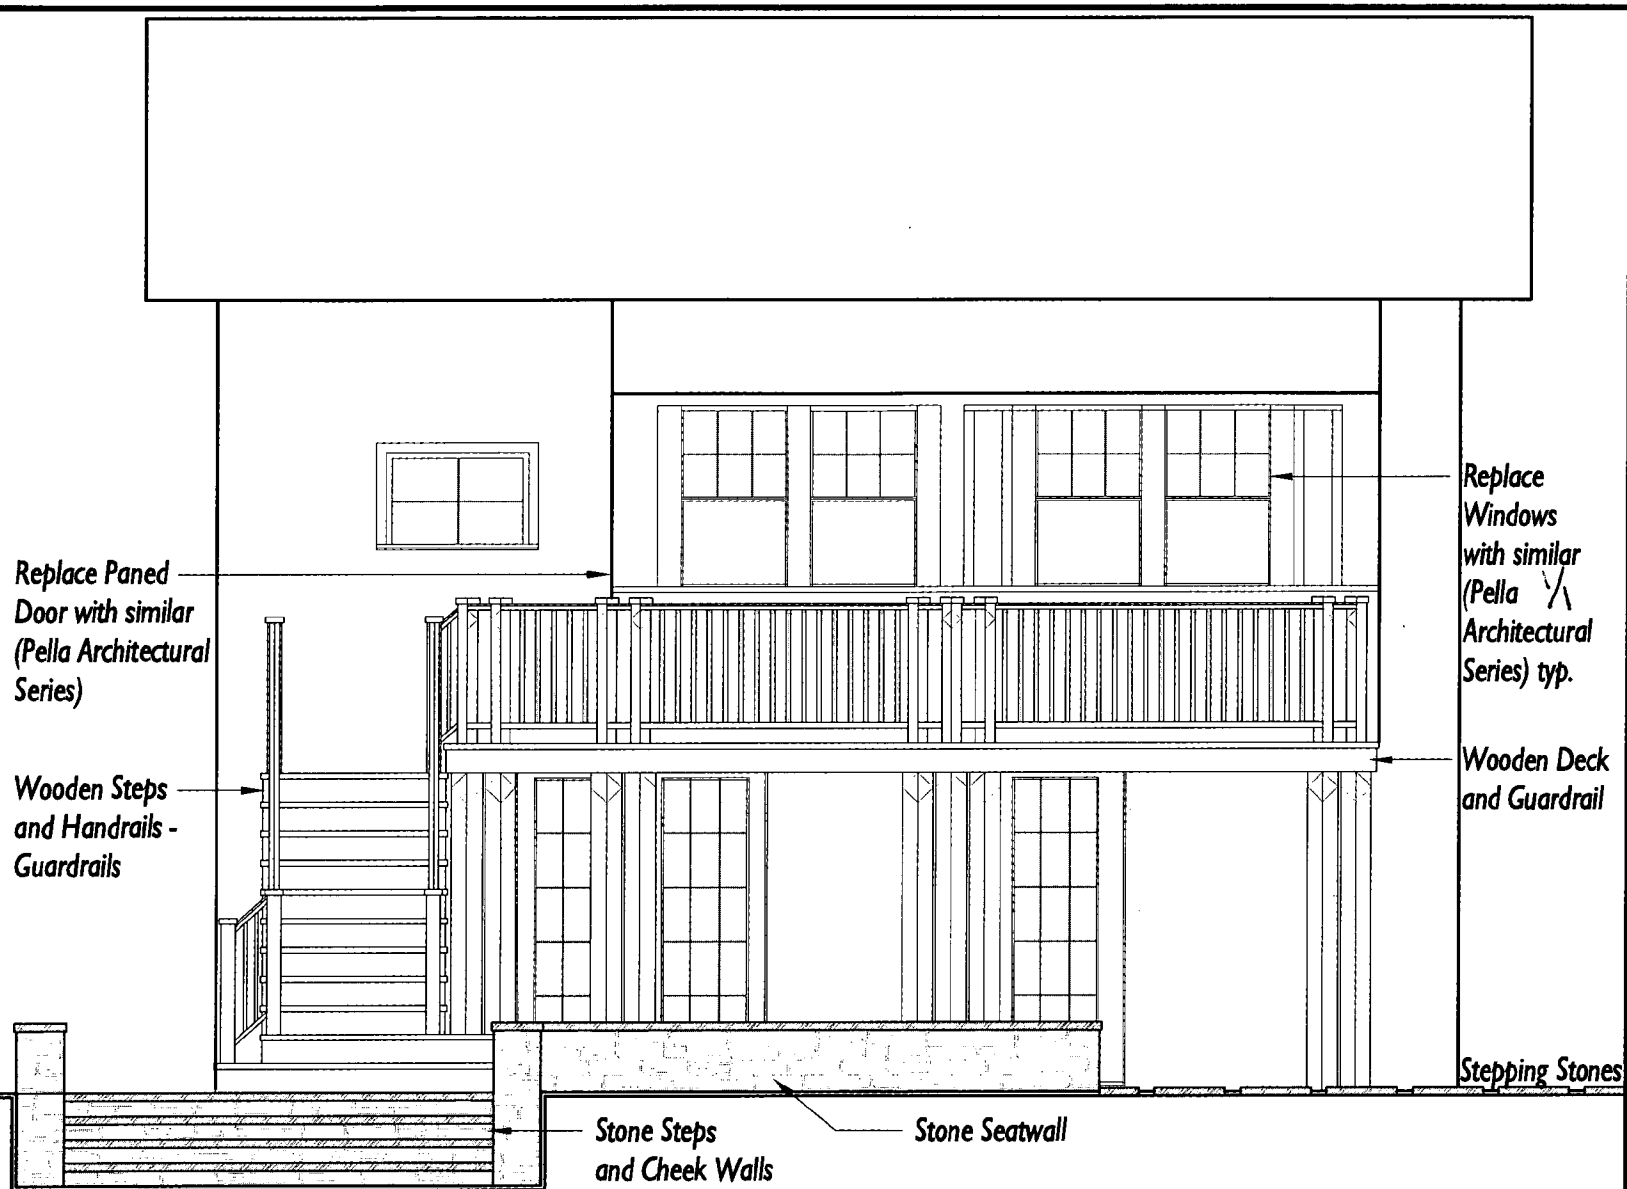 Replace Paned
Door with similar
(Pella Architectural
Series)
Wooden Steps
and Handrails -
Guardrails
Replace
Windows
with similar
(Pella
Architectural
Series) typ.
Wooden Deck
and Guardrail
Stepping Stones
Stone Steps
and Cheek Walls
Stone Seatwall